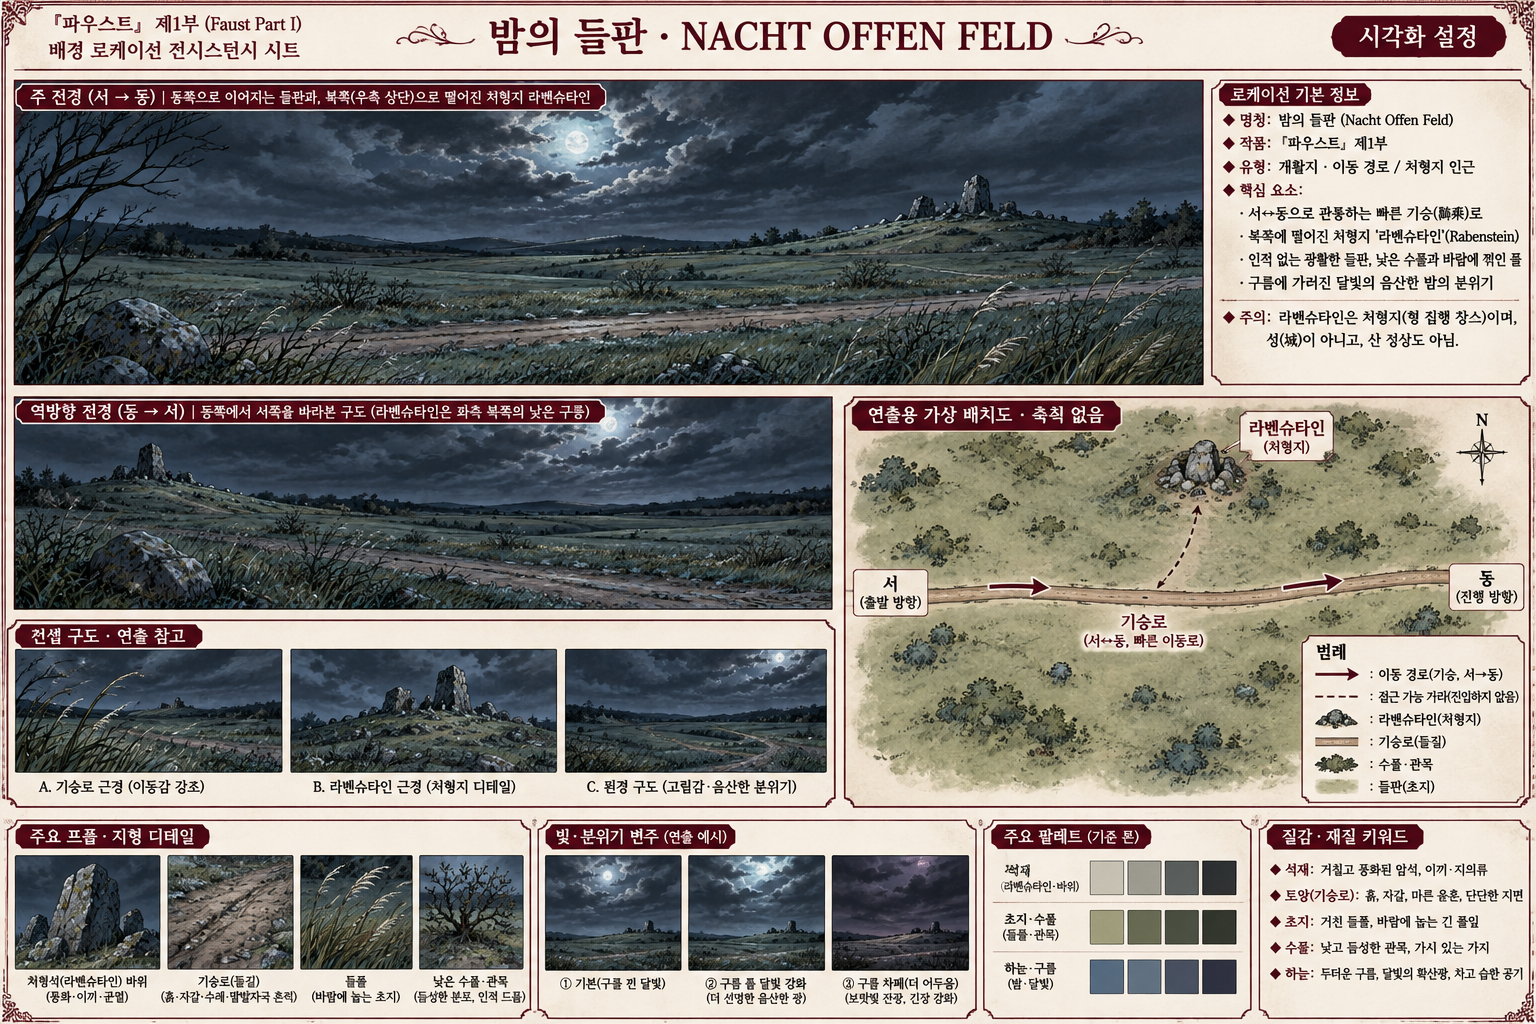 『파우스트』 제1부 (Faust Part I)
배경 로케이션 전시스턴시 시트
밤의 들판 · NACHT OFFEN FELD
시각화 설정
주 전경 (서 → 동) | 동쪽으로 이어지는 들판과, 북쪽(우측 상단)으로 떨어진 처형지 라벤슈타인
로케이션 기본 정보
◆ 명칭: 밤의 들판 (Nacht Offen Feld)
◆ 작품: 『파우스트』 제1부
◆ 유형: 개활지 · 이동 경로 / 처형지 인근
◆ 핵심 요소:
· 서↔동으로 관통하는 빠른 기승(騎乘)로
· 북쪽에 떨어진 처형지 '라벤슈타인'(Rabenstein)
· 인적 없는 광활한 들판, 낮은 수풀과 바람에 꺾인 풀
· 구름에 가러진 달빛의 음산한 밤의 분위기
◆ 주의: 라벤슈타인은 처형지(형 집행 장스)이며,
성(城)이 아니고, 산 정상도 아님.
역방향 전경 (동 → 서) | 동쪽에서 서쪽을 바라본 구도 (라벤슈타인은 좌측 북쪽의 낮은 구릉)
연출용 가상 배치도 · 축척 없음
라벤슈타인
(처형지)
N
서
(출발 방향)
동
(진행 방향)
기승로
(서↔동, 빠른 이동로)
범례
: 이동 경로(기승, 서→동)
: 접근 가능 거라(진입하지 않음)
: 라벤슈타인(처형지)
: 기승로(들질)
: 수풀·관목
: 들판(초지)
전셉 구도 · 연출 참고
A. 기승로 근경 (이동감 강조)
B. 라벤슈타인 근경 (처형지 디테일)
C. 원경 구도 (고립감·음산한 분위기)
주요 프롭 · 지형 디테일
처형석(라벤슈타인) 바위
(풍화·이끼·균열)
기승로(들길)
(흙·자갈·수레·말발자국 흔적)
들풀
(바람에 눕는 초지)
낮은 수풀·관목
(듬성한 분포, 인적 드뭄)
빛·분위기 변주 (연출 예시)
① 기본(구름 낀 달빛)
② 구름 틈 달빛 강화
(더 선명한 음산한 광)
③ 구름 차폐(더 어두움)
(보랏빛 잔광, 긴장 강화)
주요 팔레트 (기준 톤)
석재
(라벤슈타인·바위)
초지·수풀
(들들·관목)
하늘·구름
(밤·달빛)
질감 · 재질 키워드
◆ 석재: 거칠고 풍화된 암석, 이끼·지의류
◆ 토양(기승로): 흙, 자갈, 마른 윤흔, 단단한 지면
◆ 초지: 거친 들풀, 바람에 눕는 긴 풀잎
◆ 수풀: 낮고 듬성한 관목, 가시 있는 가지
◆ 하늘: 두터운 구름, 달빛의 확산광, 차고 습한 공기